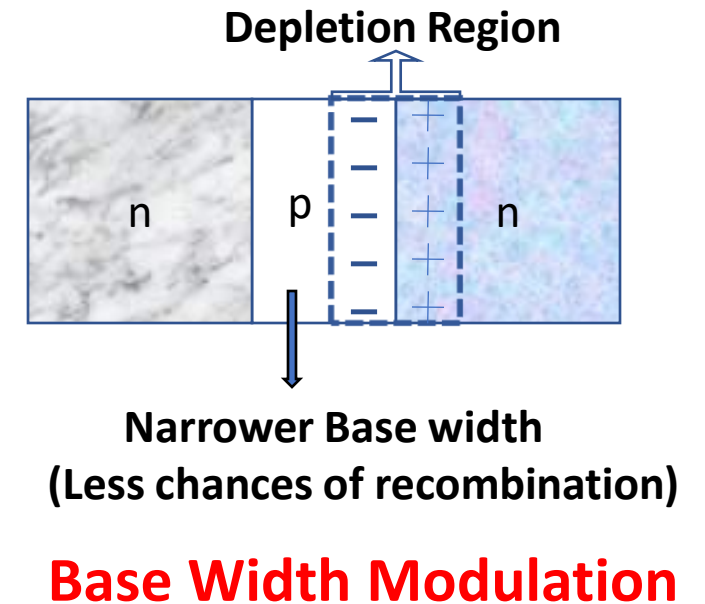 Depletion Region
n p n
− +
− +
− +
− +
− +
Narrower Base width
(Less chances of recombination)
Base Width Modulation